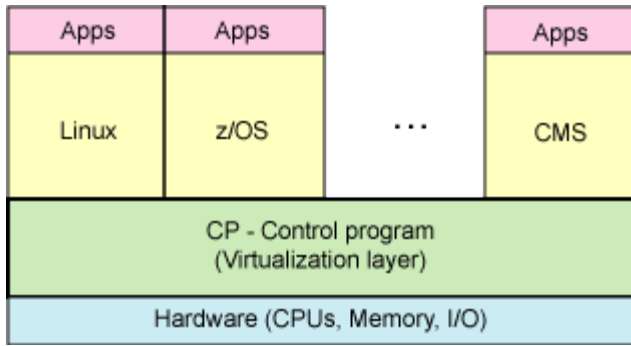 Apps Apps Apps
Linux z/OS ... CMS
CP - Control program
(Virtualization layer)
Hardware (CPUs, Memory, I/O)